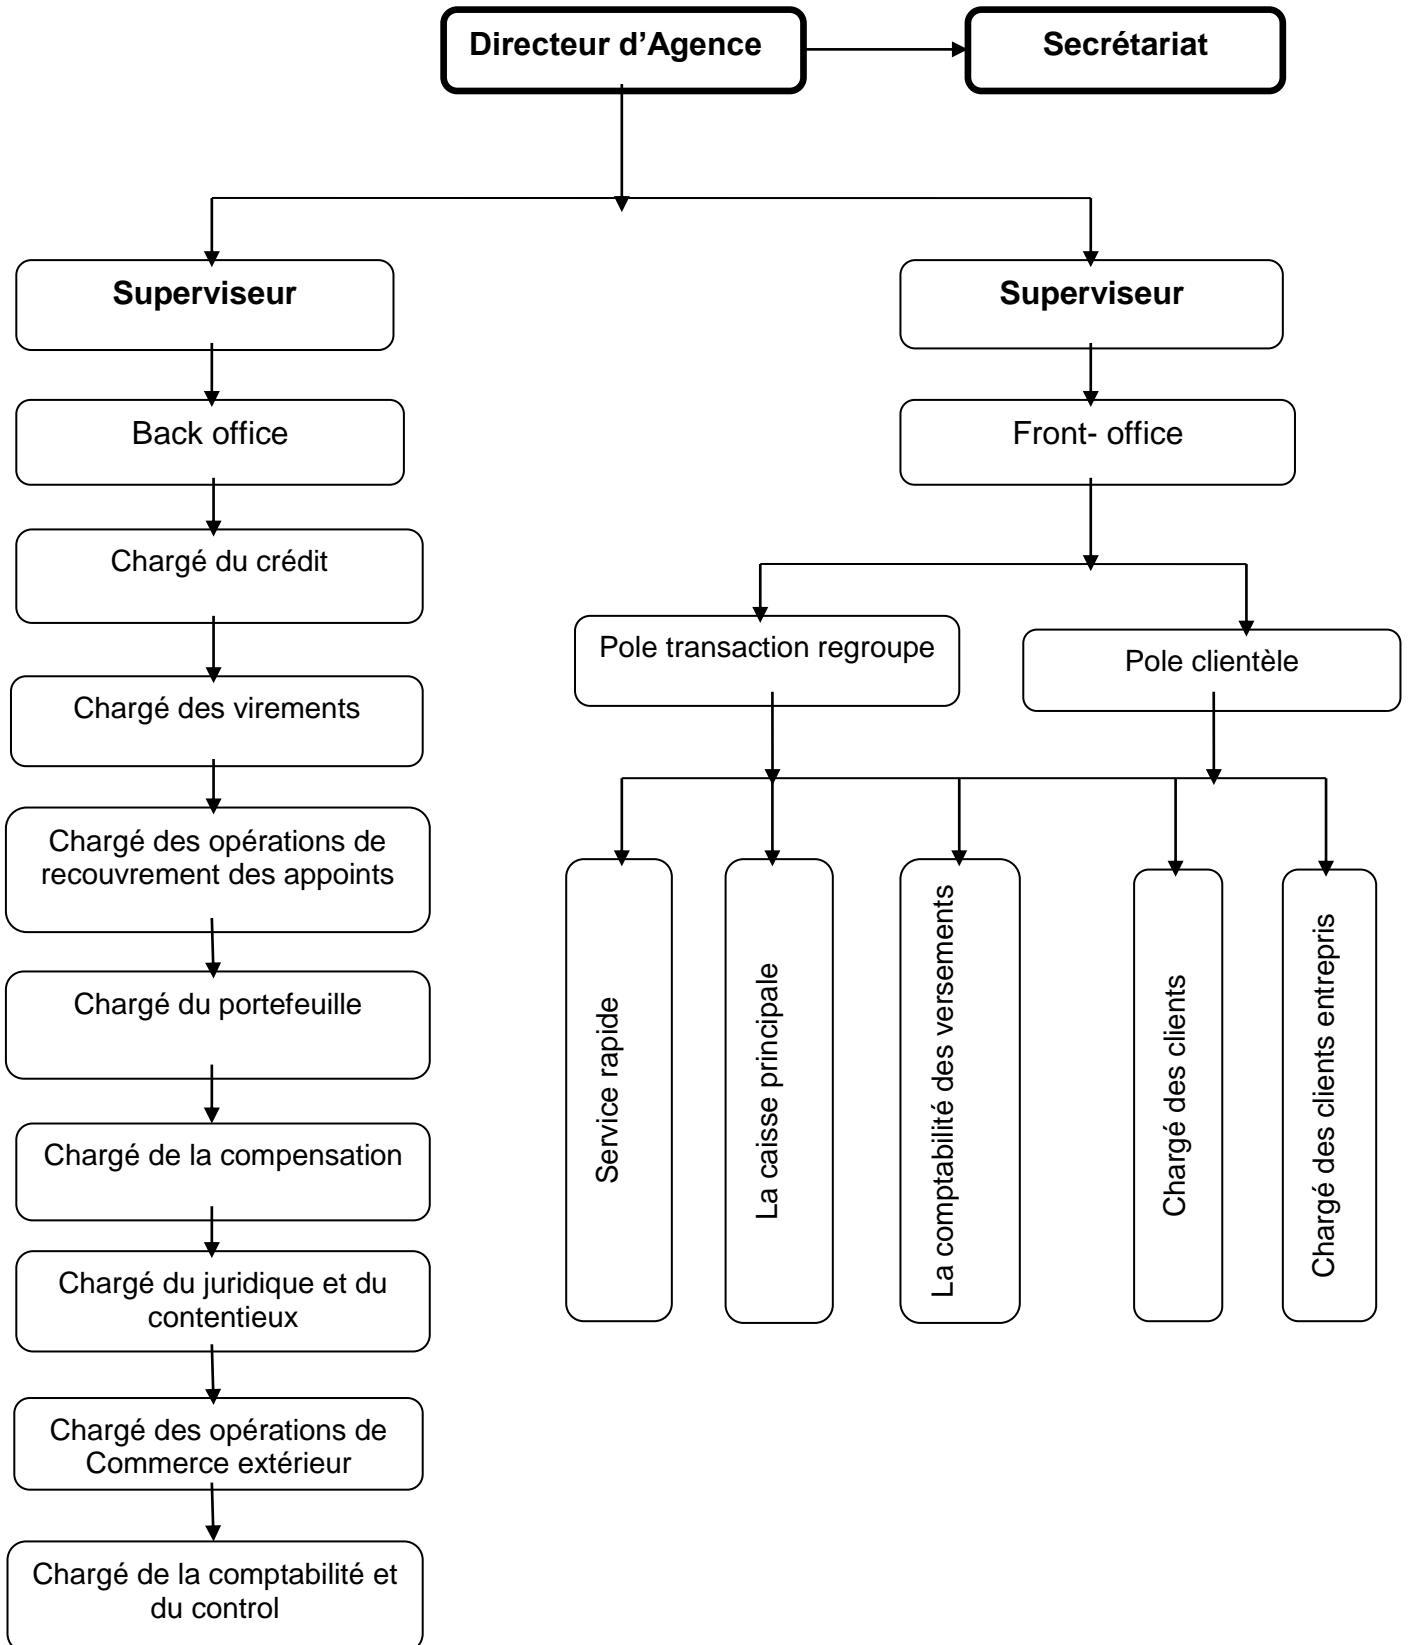 Directeur d’Agence
Secrétariat
Superviseur
Superviseur
Back office
Front- office
Chargé du crédit
Pole transaction regroupe
Pole clientèle
Chargé des virements
Chargé des opérations de
recouvrement des appoints
Chargé du portefeuille
Chargé de la compensation
Chargé du juridique et du
contentieux
Chargé des opérations de
Commerce extérieur
Chargé de la comptabilité et
du control
Service rapide
La caisse principale
La comptabilité des versements
Chargé des clients
Chargé des clients entrepris